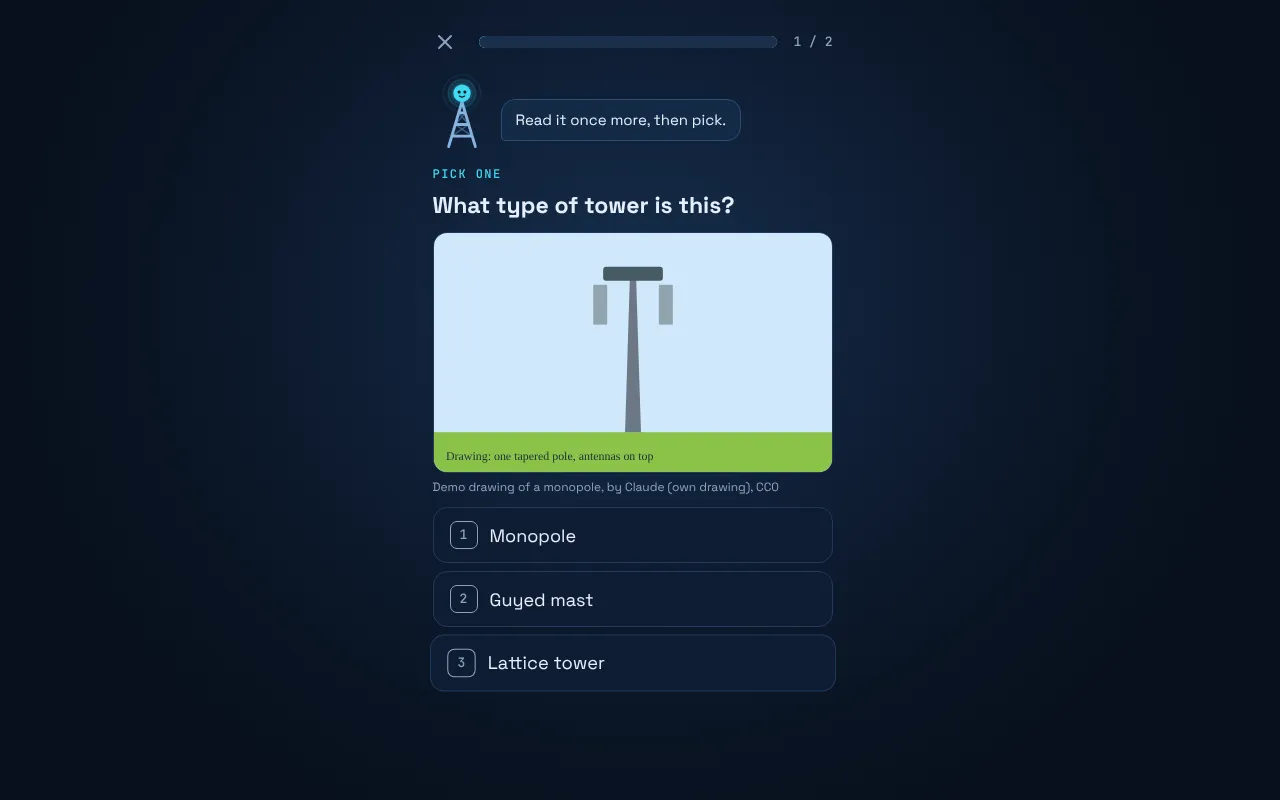 1 / 2
Read it once more, then pick.
PICK ONE
What type of tower is this?
Drawing: one tapered pole, antennas on top
Demo drawing of a monopole, by Claude (own drawing), CC0
1 Monopole
2 Guyed mast
3 Lattice tower